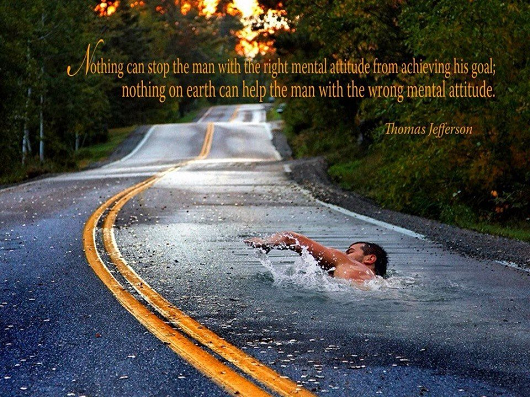 Nothing can stop the man with the right mental attitude from achieving his goal;
nothing on earth can help the man with the wrong mental attitude.
Thomas Jefferson